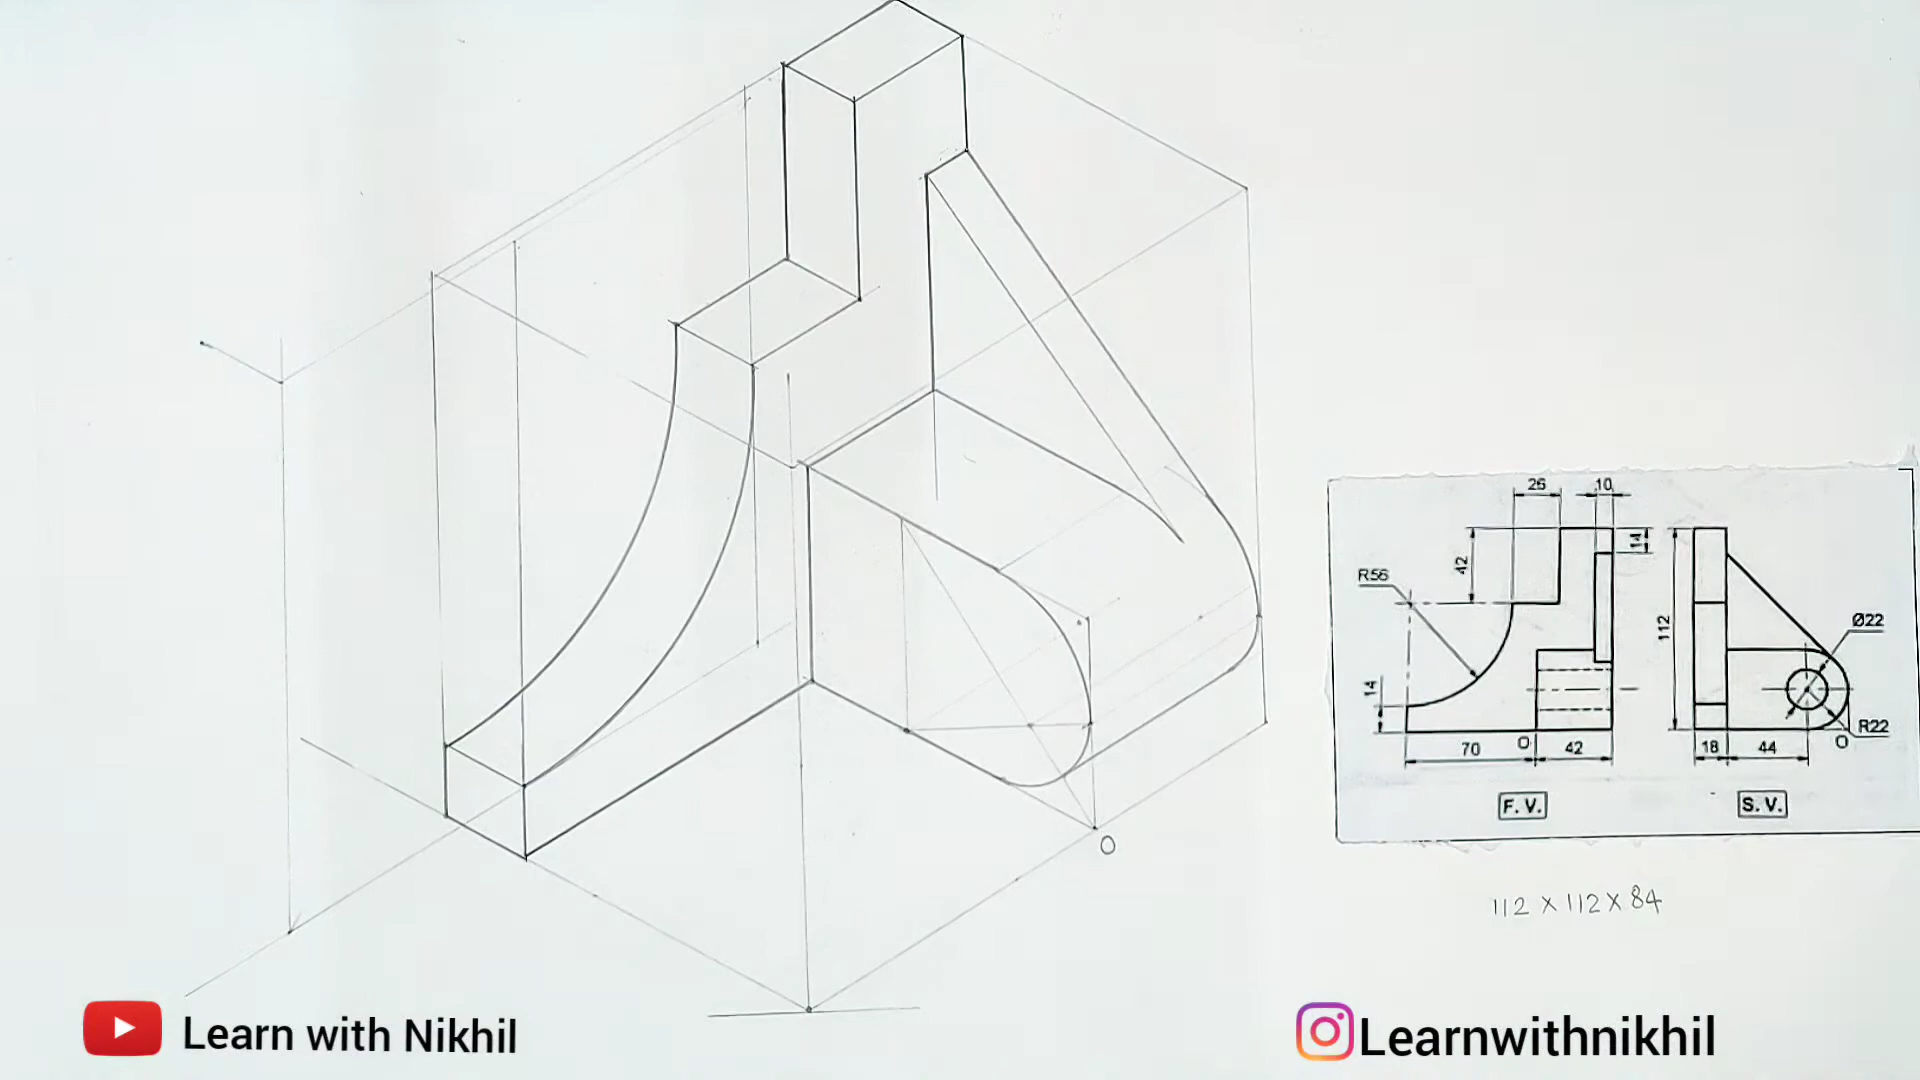 26
10
14
42
R56
112
Ø22
14
R22
O
O
70
42
18
44
F. V.
S. V.
O
112 x 112 x 84
Learn with Nikhil
Learnwithnikhil